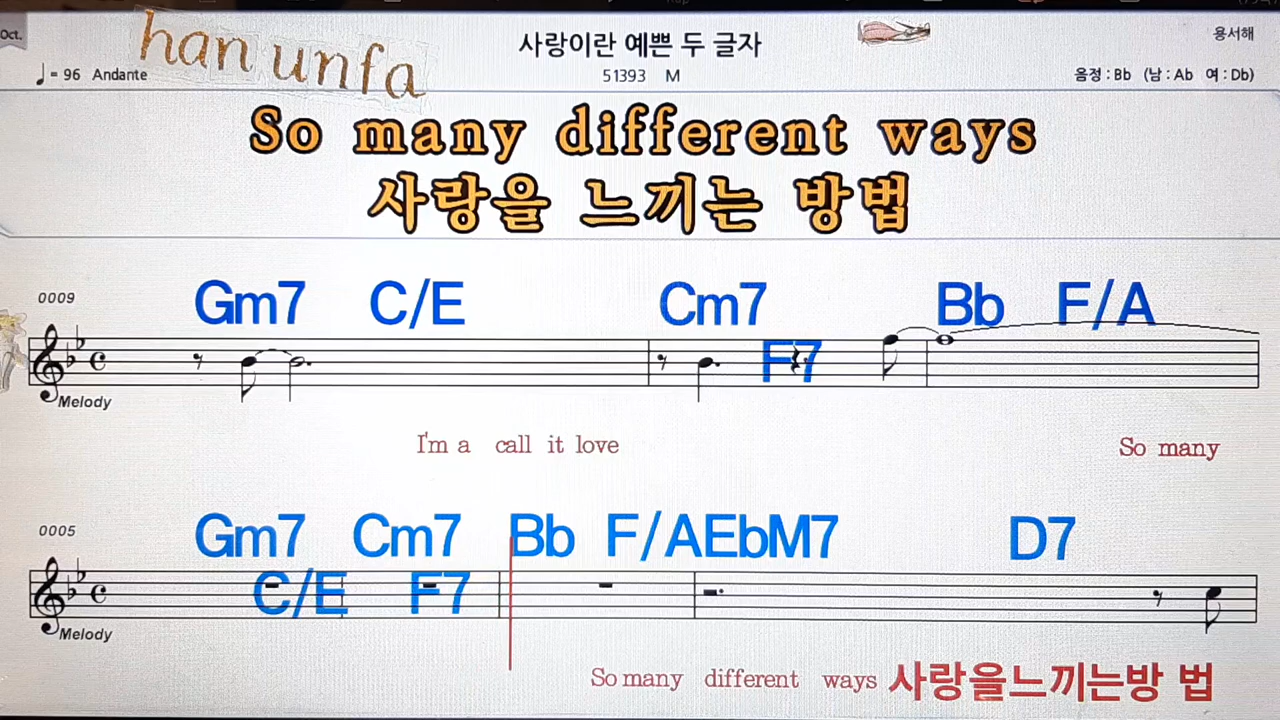 Oct.
han unfa
사랑이란 예쁜 두 글자
용서해
= 96 Andante
51393 M
음정 : Bb (남 : Ab 여 : Db)
So many different ways
사랑을 느끼는 방법
0009
Gm7 C/E Cm7 Bb F/A
F7
Melody
I'm a call it love So many
0005
Gm7 Cm7 Bb F/A EbM7 D7
C/E F7
Melody
So many different ways 사랑을느끼는방 법